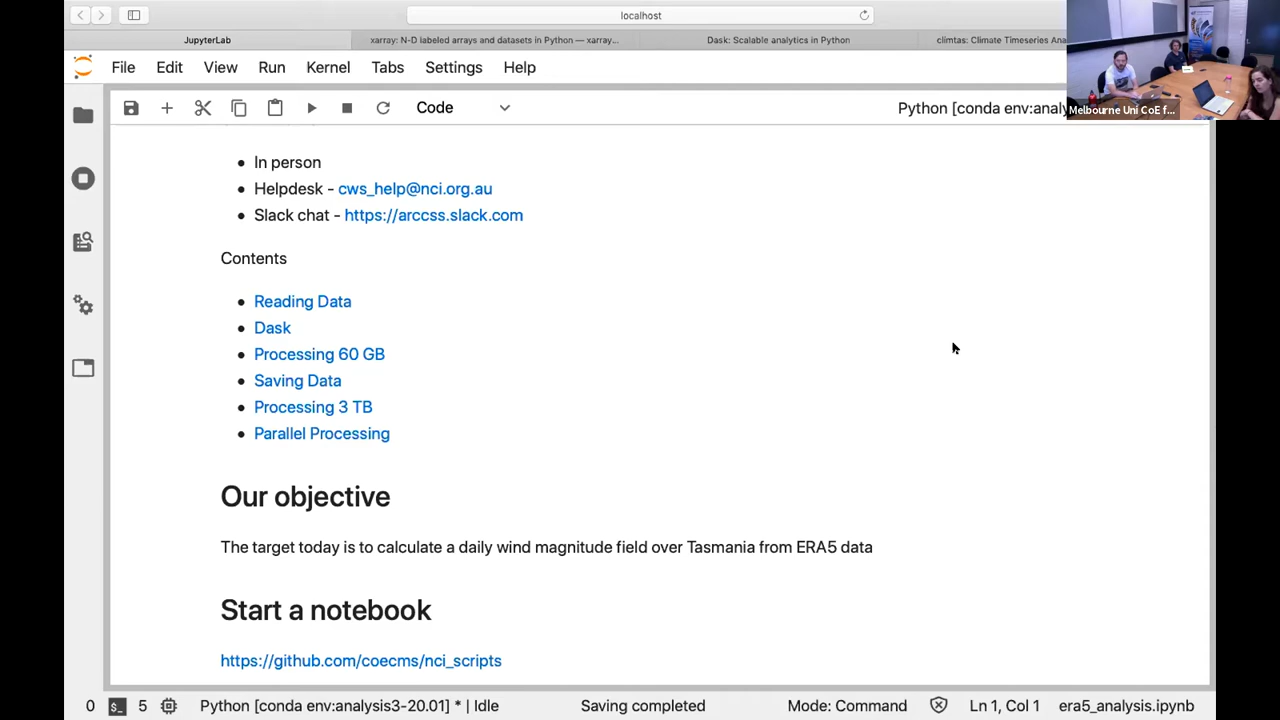 localhost
JupyterLab
xarray: N-D labeled arrays and datasets in Python — xarray...
Dask: Scalable analytics in Python
climtas: Climate Timeseries Ana
File Edit View Run Kernel Tabs Settings Help
Melbourne Uni CoE f...
Code
Python [conda env:analy
• In person
• Helpdesk - cws_help@nci.org.au
• Slack chat - https://arccss.slack.com
Contents
• Reading Data
• Dask
• Processing 60 GB
• Saving Data
• Processing 3 TB
• Parallel Processing
Our objective
The target today is to calculate a daily wind magnitude field over Tasmania from ERA5 data
Start a notebook
https://github.com/coecms/nci_scripts
0 $_ 5 Python [conda env:analysis3-20.01] * | Idle Saving completed Mode: Command Ln 1, Col 1 era5_analysis.ipynb